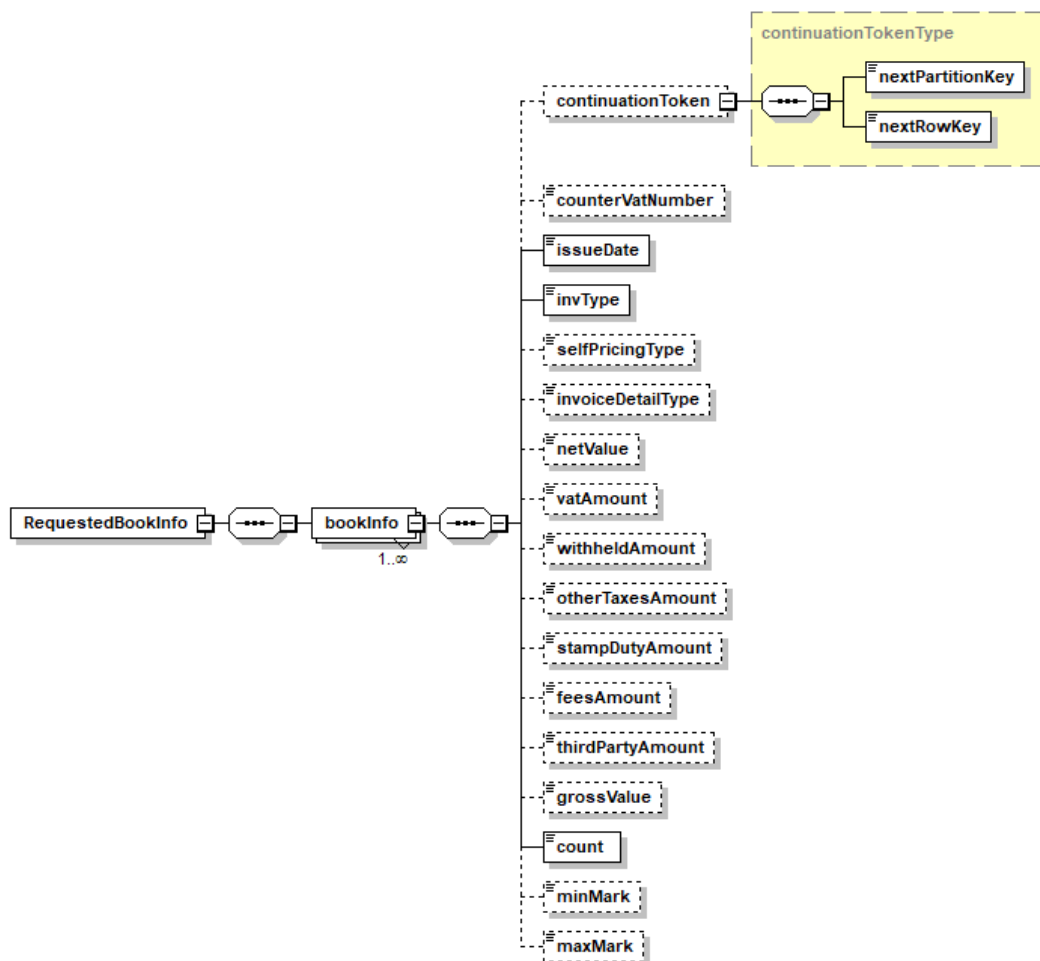 continuationTokenType
nextPartitionKey
continuationToken
nextRowKey
counterVatNumber
issueDate
invType
selfPricingType
invoiceDetailType
netValue
vatAmount
RequestedBookInfo
bookInfo
1..∞
withheldAmount
otherTaxesAmount
stampDutyAmount
feesAmount
thirdPartyAmount
grossValue
count
minMark
maxMark